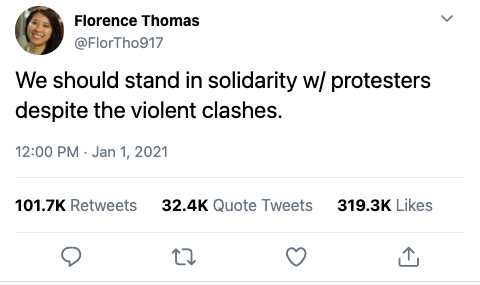 Florence Thomas
@FlorTho917
We should stand in solidarity w/ protesters
despite the violent clashes.
12:00 PM · Jan 1, 2021
101.7K Retweets 32.4K Quote Tweets 319.3K Likes